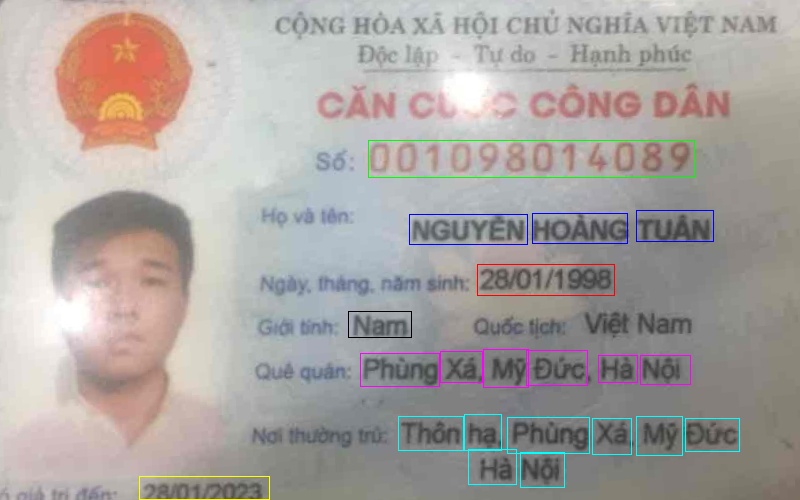 CỘNG HÒA XÃ HỘI CHỦ NGHĨA VIỆT NAM
Độc lập - Tự do - Hạnh phúc
CĂN CƯỚC CÔNG DÂN
Số: 001098014089
Họ và tên: NGUYỄN HOÀNG TUÂN
Ngày, tháng, năm sinh: 28/01/1998
Giới tính: Nam Quốc tịch: Việt Nam
Quê quán: Phùng Xá, Mỹ Đức, Hà Nội
Nơi thường trú: Thôn hạ, Phùng Xá, Mỹ Đức
Hà Nội
có giá trị đến: 28/01/2023